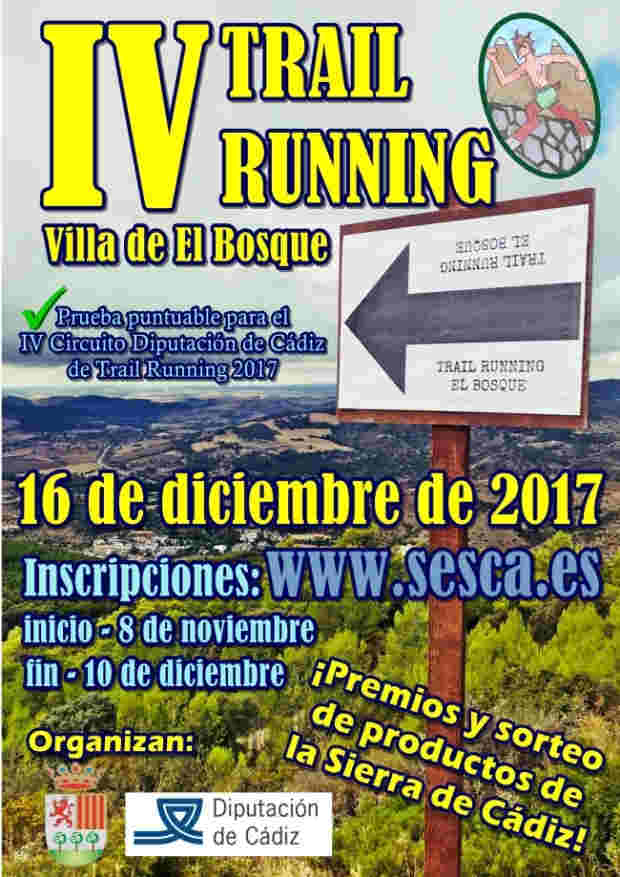 IV TRAIL
RUNNING
Villa de El Bosque
Prueba puntuable para el
IV Circuito Diputación de Cádiz
de Trail Running 2017
TRAIL RUNNING
EL BOSQUE
TRAIL RUNNING
EL BOSQUE
16 de diciembre de 2017
Inscripciones: www.sesca.es
inicio - 8 de noviembre
fin - 10 de diciembre
¡Premios y sorteo
de productos de
la Sierra de Cádiz!
Organizan:
Diputación
de Cádiz